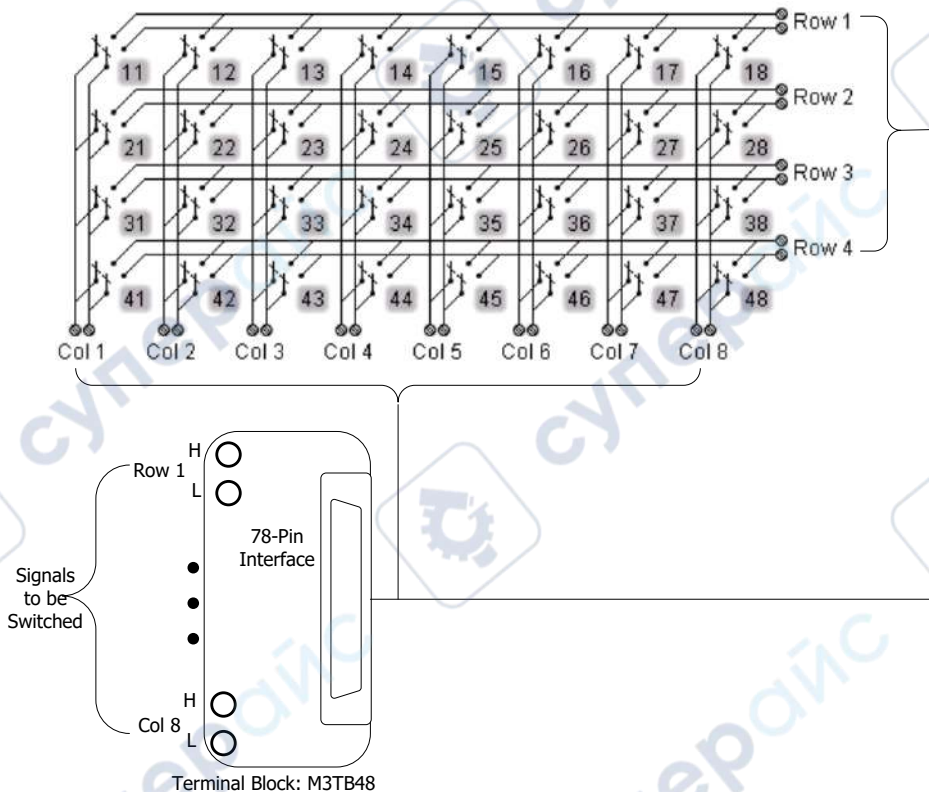 Row 1
11 12 13 14 15 16 17 18
Row 2
21 22 23 24 25 26 27 28
Row 3
31 32 33 34 35 36 37 38
Row 4
41 42 43 44 45 46 47 48
Col 1 Col 2 Col 3 Col 4 Col 5 Col 6 Col 7 Col 8
H
Row 1
L
78-Pin
Interface
Signals
to be
Switched
H
Col 8
L
Terminal Block: M3TB48
суперайс
суперайс
суперайс